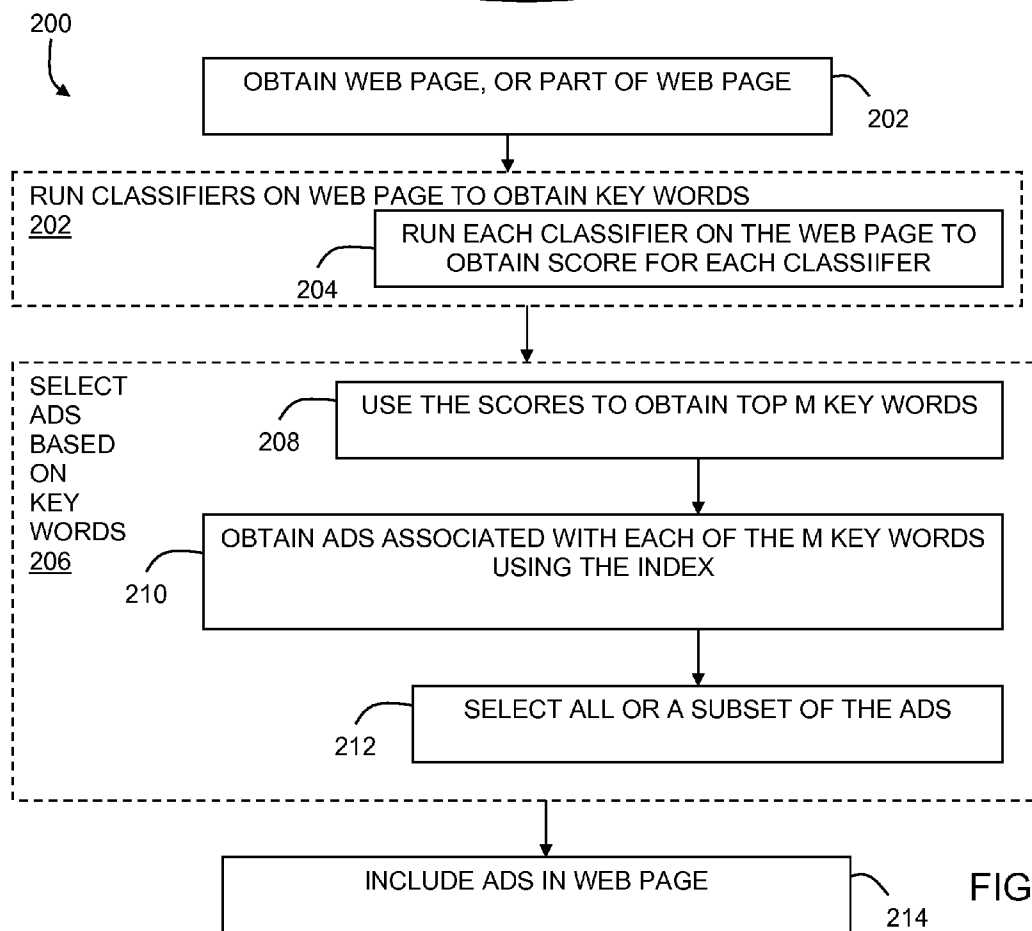 200
OBTAIN WEB PAGE, OR PART OF WEB PAGE
202
RUN CLASSIFIERS ON WEB PAGE TO OBTAIN KEY WORDS
202
RUN EACH CLASSIFIER ON THE WEB PAGE TO
OBTAIN SCORE FOR EACH CLASSIIFER
204
SELECT
ADS
BASED
ON
KEY
WORDS
206
USE THE SCORES TO OBTAIN TOP M KEY WORDS
208
OBTAIN ADS ASSOCIATED WITH EACH OF THE M KEY WORDS
USING THE INDEX
210
SELECT ALL OR A SUBSET OF THE ADS
212
INCLUDE ADS IN WEB PAGE
214
FIG